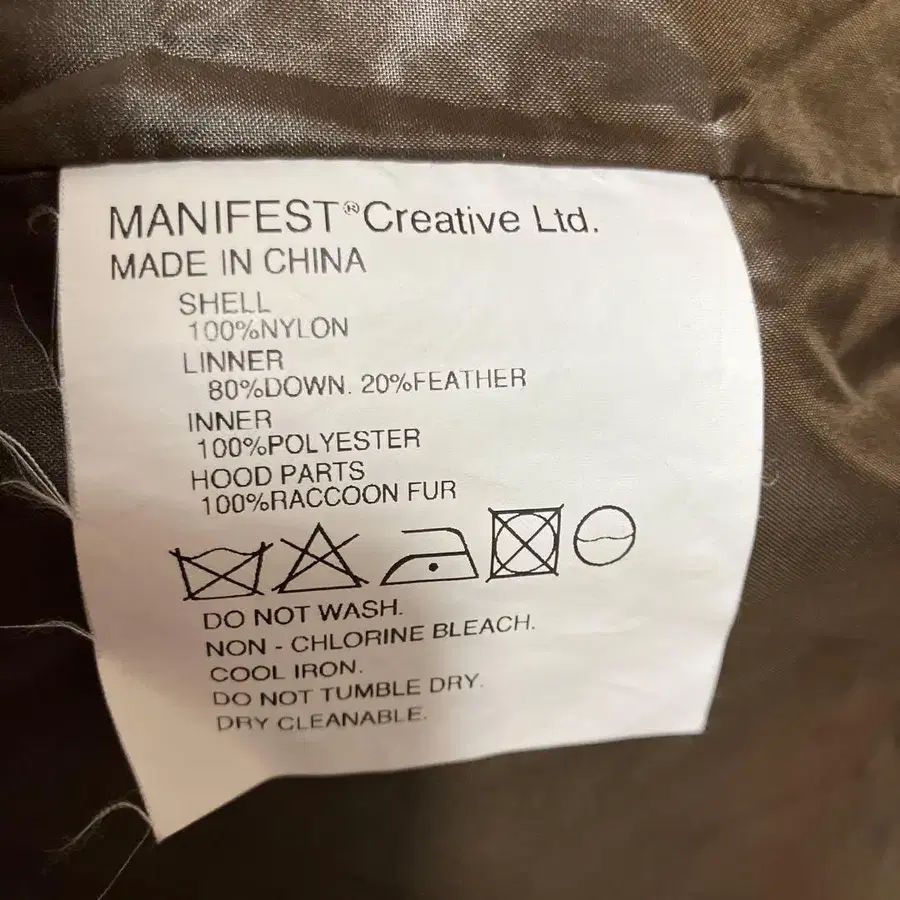 MANIFEST® Creative Ltd.
MADE IN CHINA
SHELL
100%NYLON
LINNER
80%DOWN. 20%FEATHER
INNER
100%POLYESTER
HOOD PARTS
100%RACCOON FUR
DO NOT WASH.
NON - CHLORINE BLEACH.
COOL IRON.
DO NOT TUMBLE DRY.
DRY CLEANABLE.